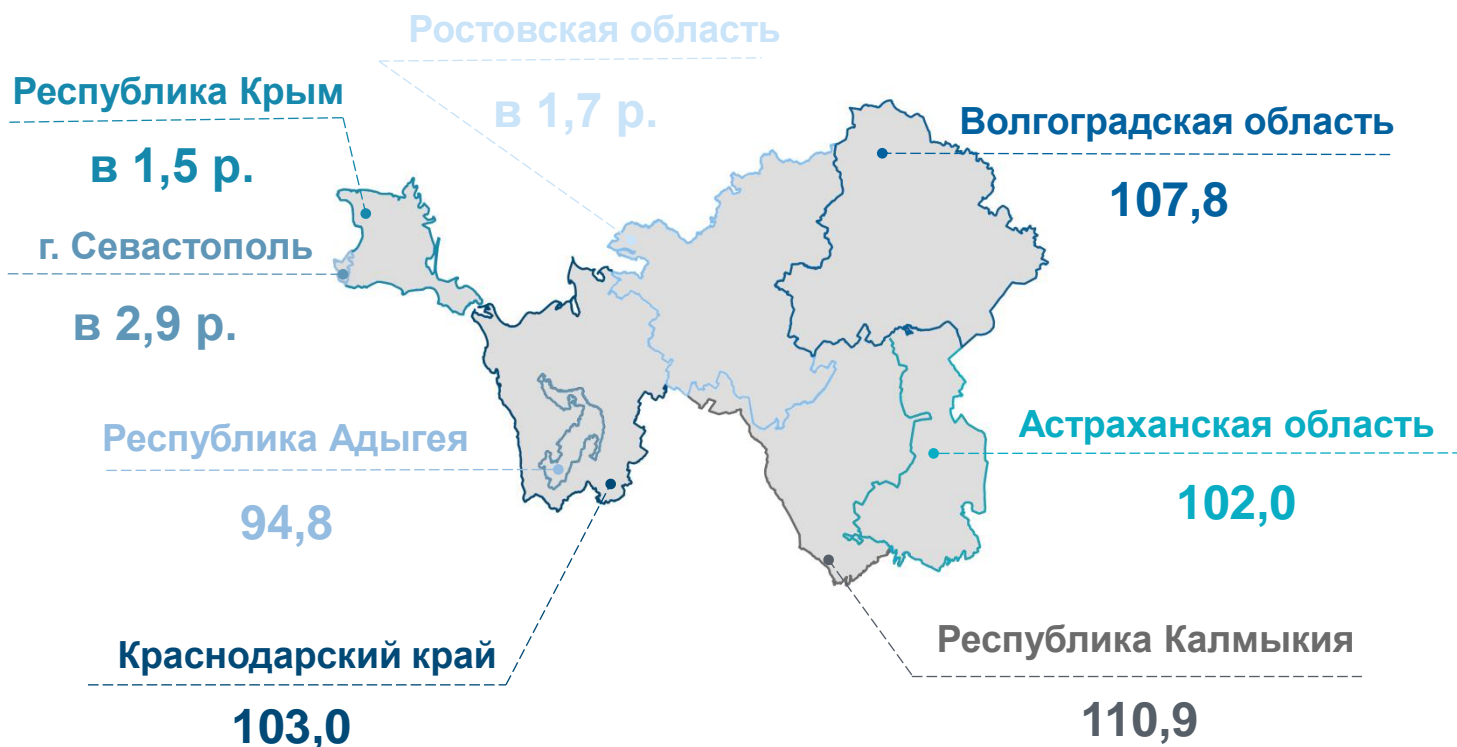 Ростовская область
в 1,7 р.
Республика Крым
в 1,5 р.
Волгоградская область
107,8
г. Севастополь
в 2,9 р.
Республика Адыгея
94,8
Астраханская область
102,0
Краснодарский край
103,0
Республика Калмыкия
110,9